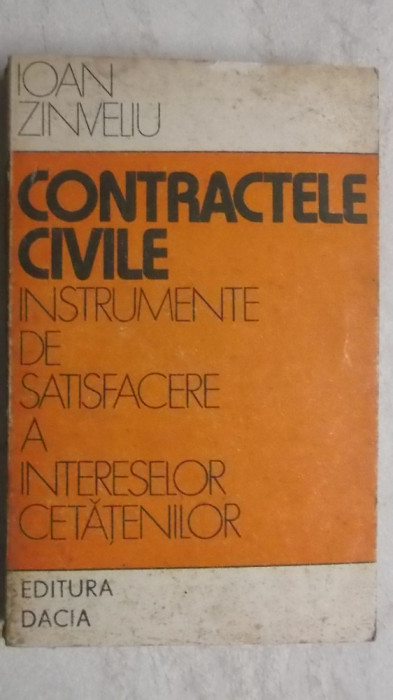 IOAN
ZINVELIU
CONTRACTELE
CIVILE
INSTRUMENTE
DE
SATISFACERE
A
INTERESELOR
CETĂȚENILOR
EDITURA
DACIA